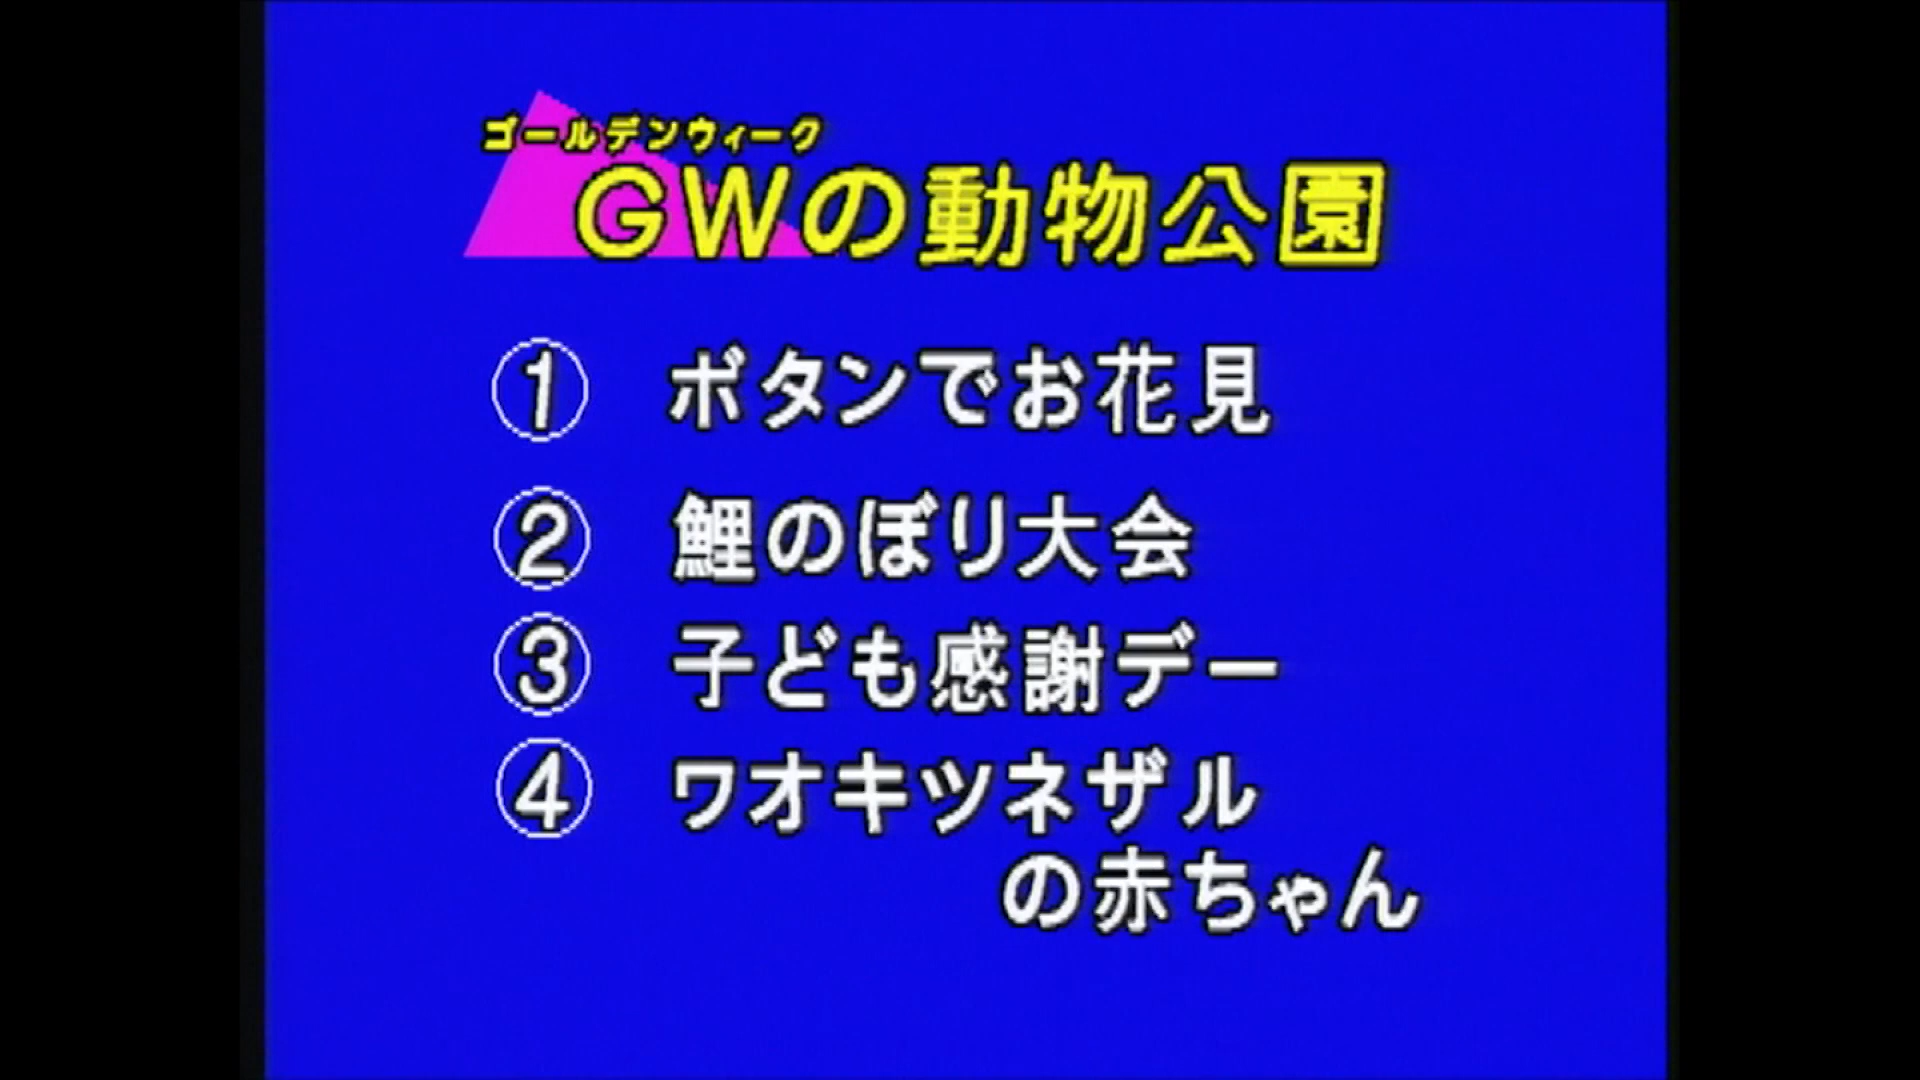 ゴールデンウィーク
GWの動物公園
① ボタンでお花見
② 鯉のぼり大会
③ 子ども感謝デー
④ ワオキツネザル
の赤ちゃん